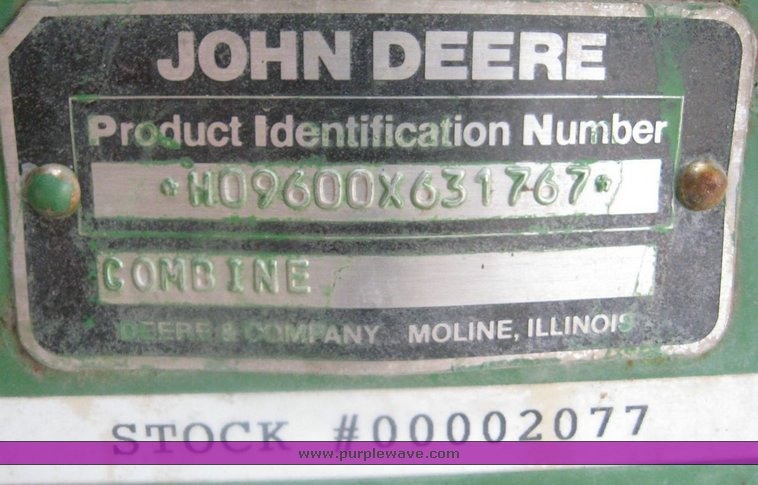 JOHN DEERE
Product Identification Number
*H09600X631767*
COMBINE
DEERE & COMPANY MOLINE, ILLINOIS
STOCK #00002077
www.purplewave.com